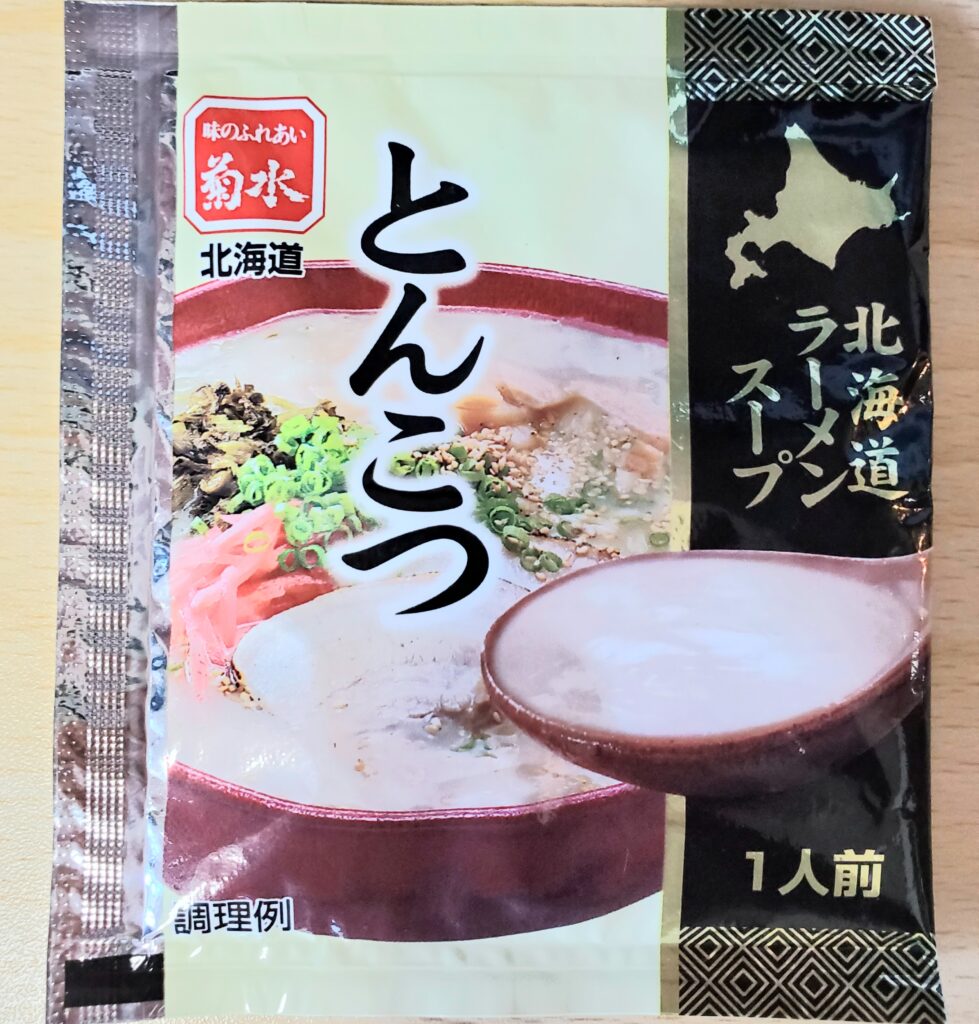 味のふれあい
菊水
北海道
とんこつ
北海道
ラーメン
スープ
1人前
調理例